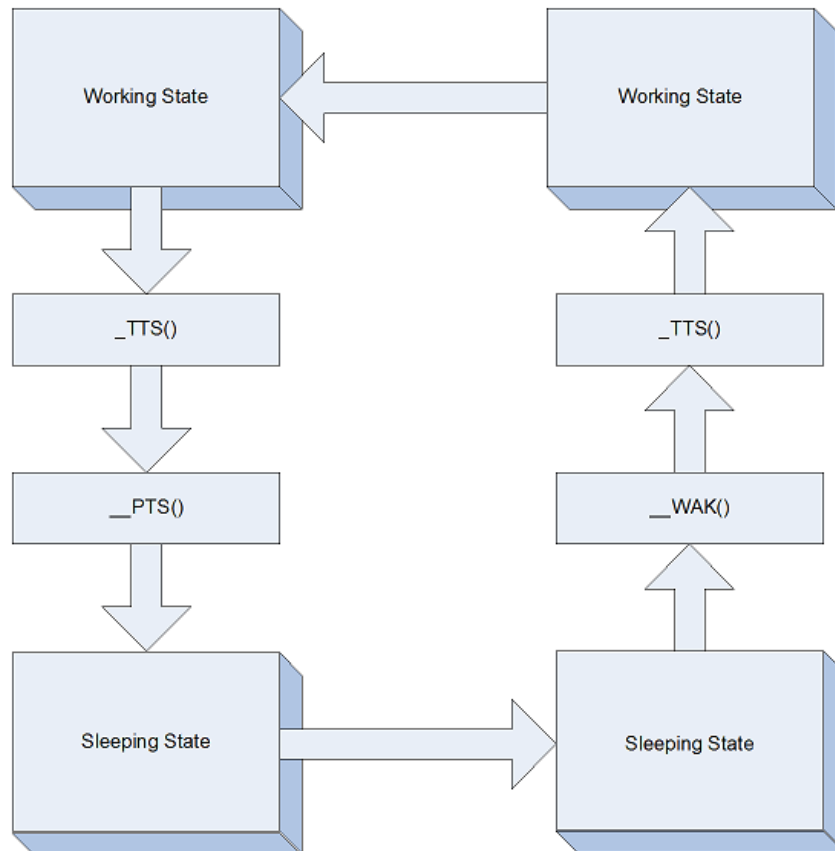 Working State
Working State
_TTS()
_TTS()
__PTS()
__WAK()
Sleeping State
Sleeping State